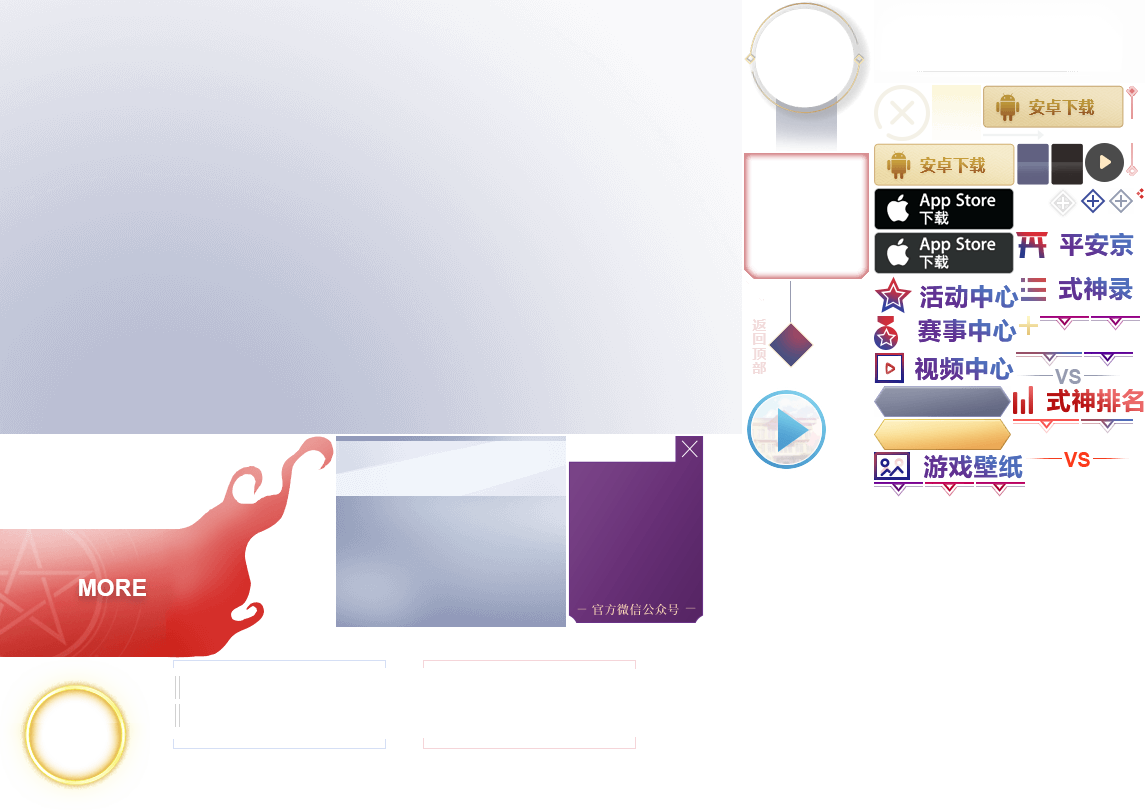 安卓下载
安卓下载
App Store
下载
App Store
下载
平安京
活动中心
式神录
赛事中心
返回顶部
视频中心
VS
式神排名
游戏壁纸
VS
MORE
官方微信公众号